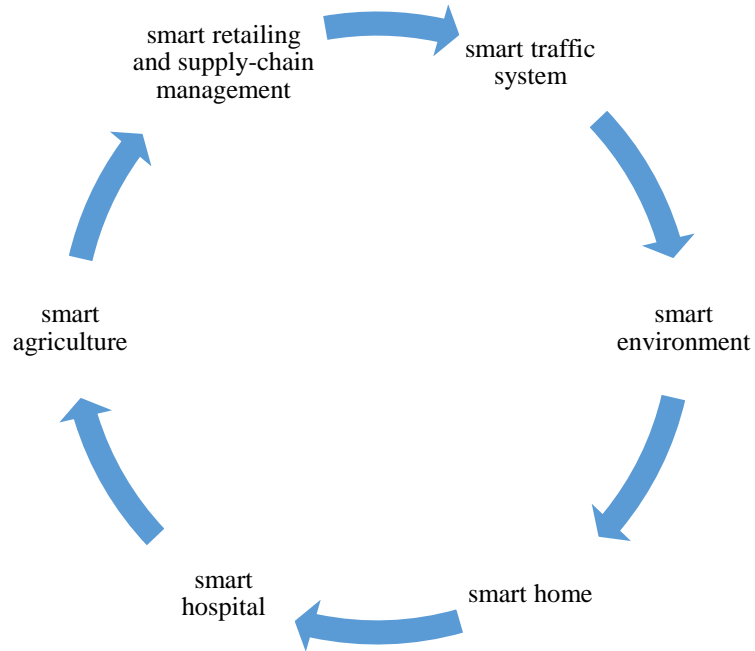 smart retailing
and supply-chain
management
smart traffic
system
smart
environment
smart home
smart
hospital
smart
agriculture